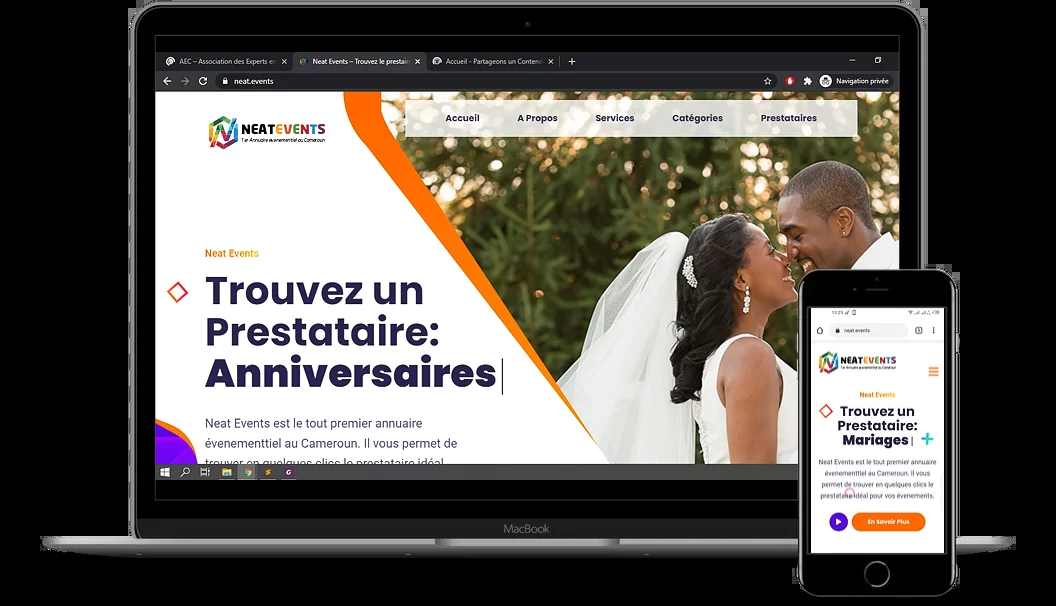 AEC – Association des Experts en
Neat Events – Trouvez le prestair
Accueil - Partageons un Contene
neat.events
Navigation privée
NEATEVENTS
1er Annuaire évenementiel au Cameroun
Accueil
A Propos
Services
Catégories
Prestataires
Neat Events
Trouvez un
Prestataire:
Anniversaires
Neat Events est le tout premier annuaire
évenementtiel au Cameroun. Il vous permet de
trouver en quelques clics le prestataire idéal
MacBook
13:25
neat.events
NEATEVENTS
1er Annuaire évenementiel au Cameroun
Neat Events
Trouvez un
Prestataire:
Mariages
Neat Events est le tout premier annuaire
évenementtiel au Cameroun. Il vous
permet de trouver en quelques clics le
prestataire idéal pour vos évenements.
En Savoir Plus